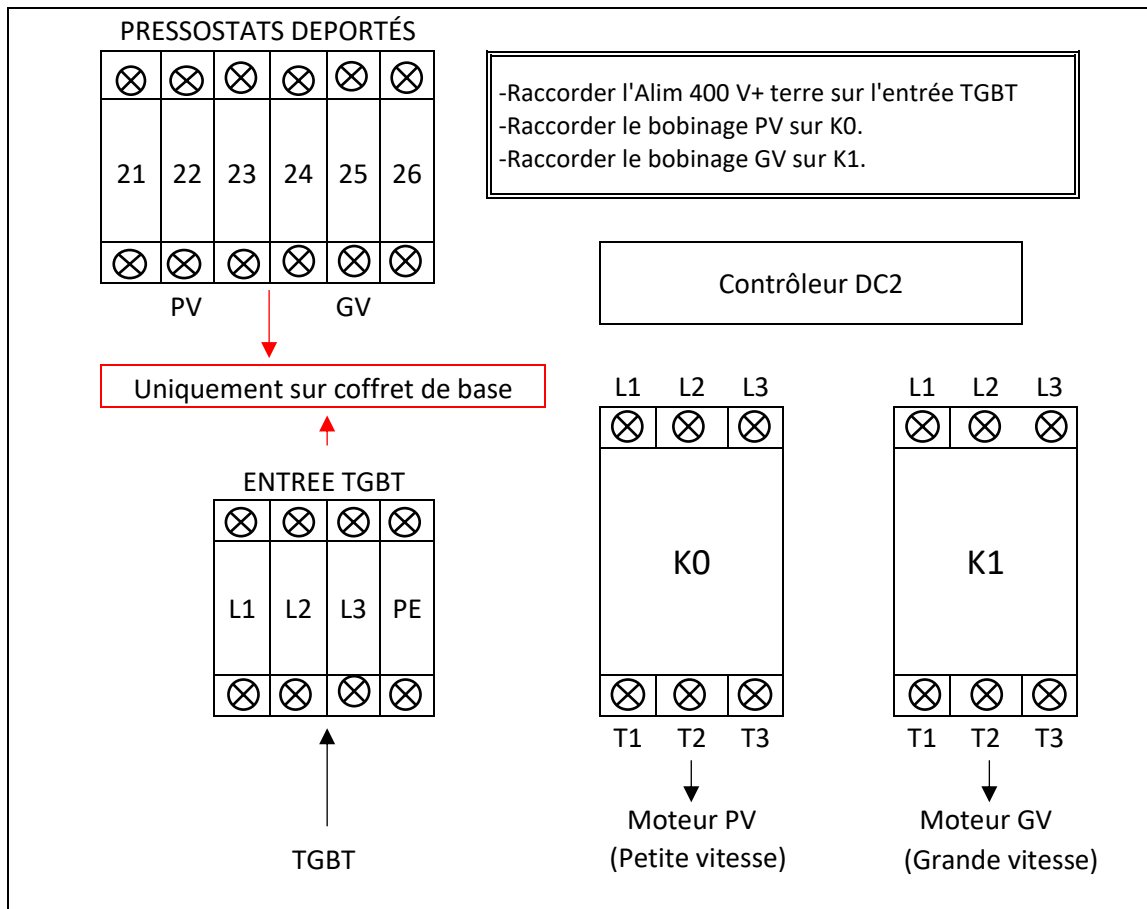 PRESSOSTATS DEPORTÉS
21 22 23 24 25 26
PV GV
-Raccorder l'Alim 400 V+ terre sur l'entrée TGBT
-Raccorder le bobinage PV sur K0.
-Raccorder le bobinage GV sur K1.
Contrôleur DC2
Uniquement sur coffret de base
ENTREE TGBT
L1 L2 L3 PE
TGBT
L1 L2 L3
K0
T1 T2 T3
Moteur PV
(Petite vitesse)
L1 L2 L3
K1
T1 T2 T3
Moteur GV
(Grande vitesse)